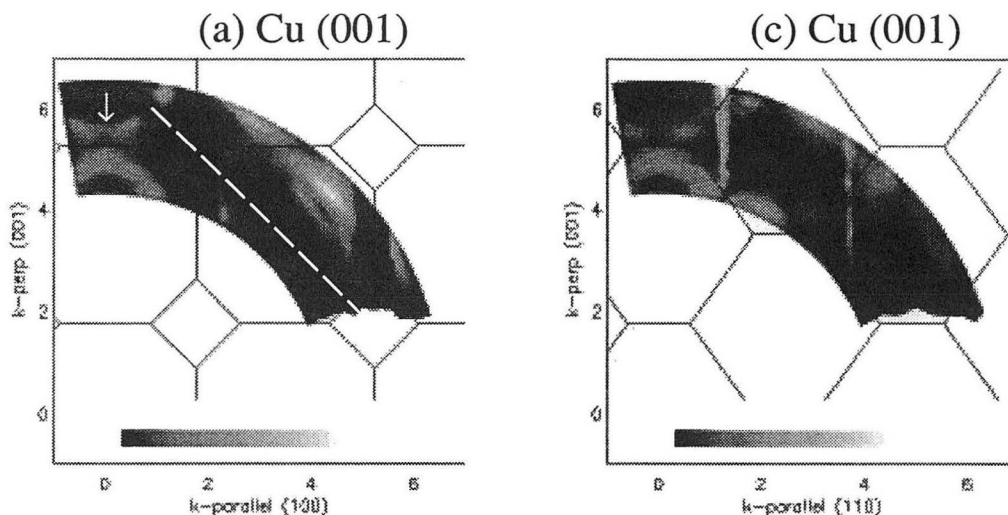 (a) Cu (001)
(c) Cu (001)
k-perp (001)
6
4
2
0
0 2 4 6
k-parallel (100)
k-perp (001)
6
4
2
0
0 2 4 6
k-parallel (110)